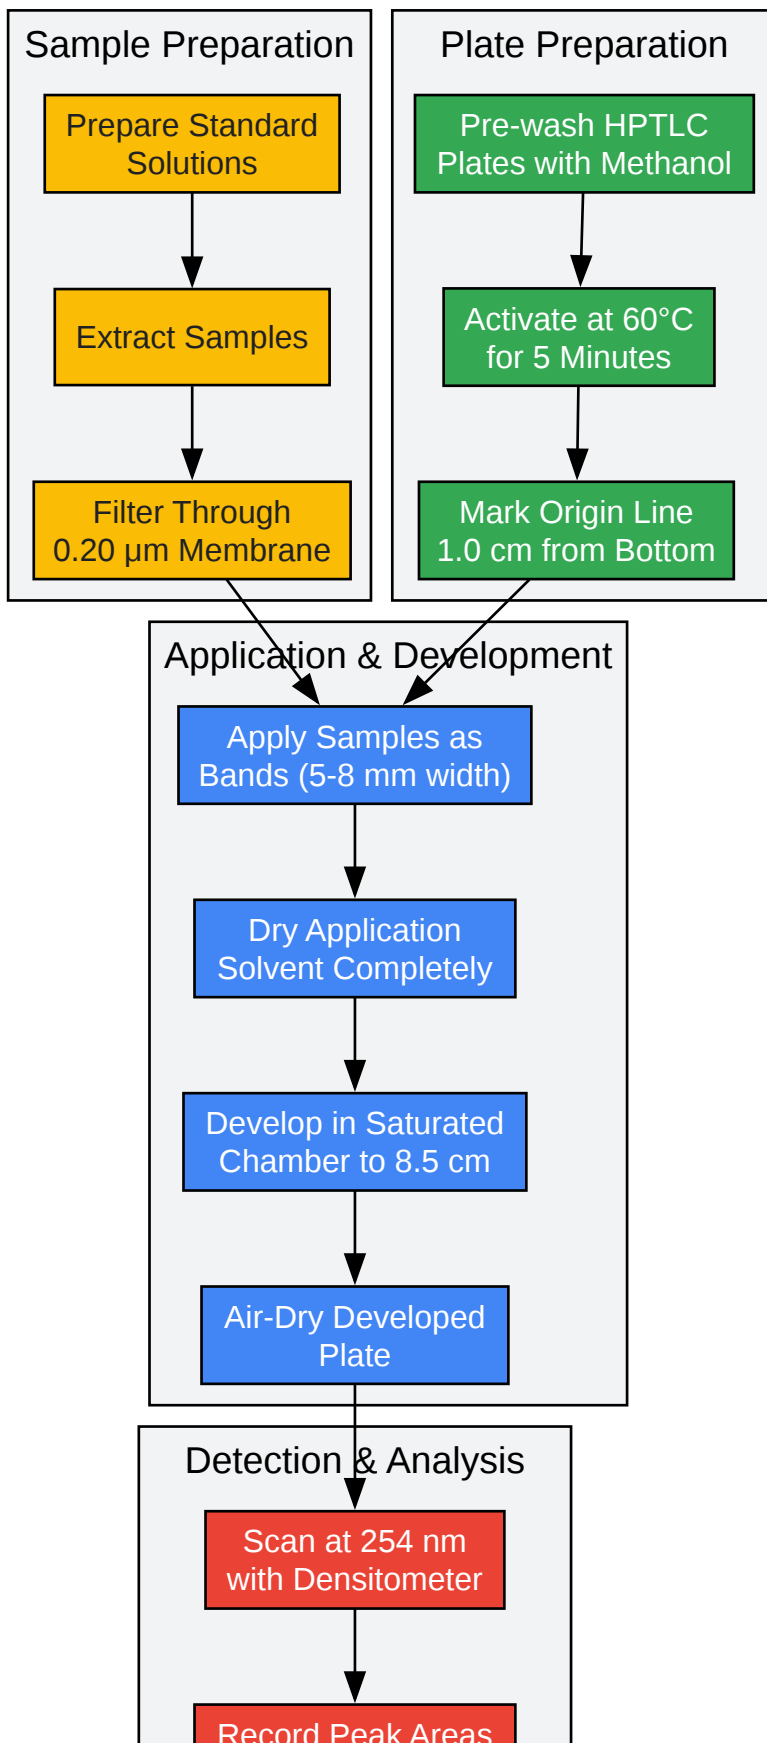 Sample Preparation
Prepare Standard
Solutions
Extract Samples
Filter Through
0.20 μm Membrane
Plate Preparation
Pre-wash HPTLC
Plates with Methanol
Activate at 60°C
for 5 Minutes
Mark Origin Line
1.0 cm from Bottom
Application & Development
Apply Samples as
Bands (5-8 mm width)
Dry Application
Solvent Completely
Develop in Saturated
Chamber to 8.5 cm
Air-Dry Developed
Plate
Detection & Analysis
Scan at 254 nm
with Densitometer
Record Peak Areas